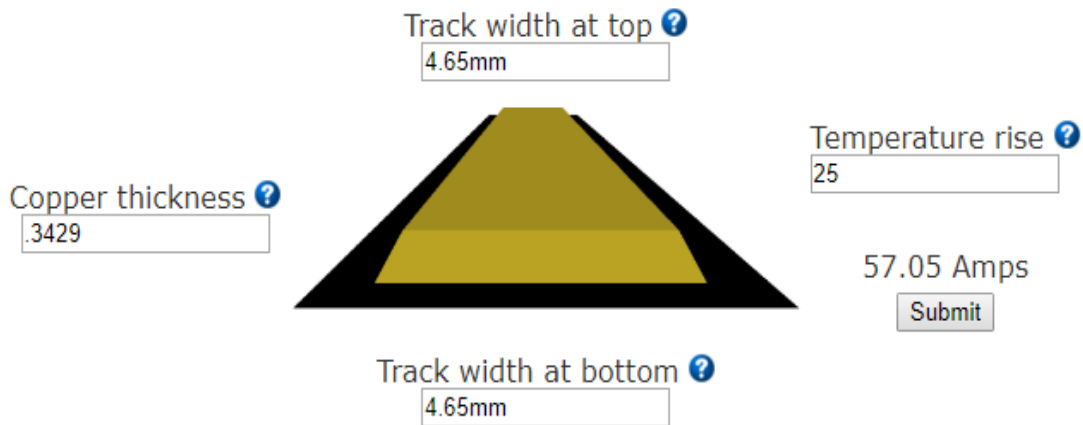 Track width at top ?
4.65mm
Temperature rise ?
25
Copper thickness ?
.3429
57.05 Amps
Submit
Track width at bottom ?
4.65mm